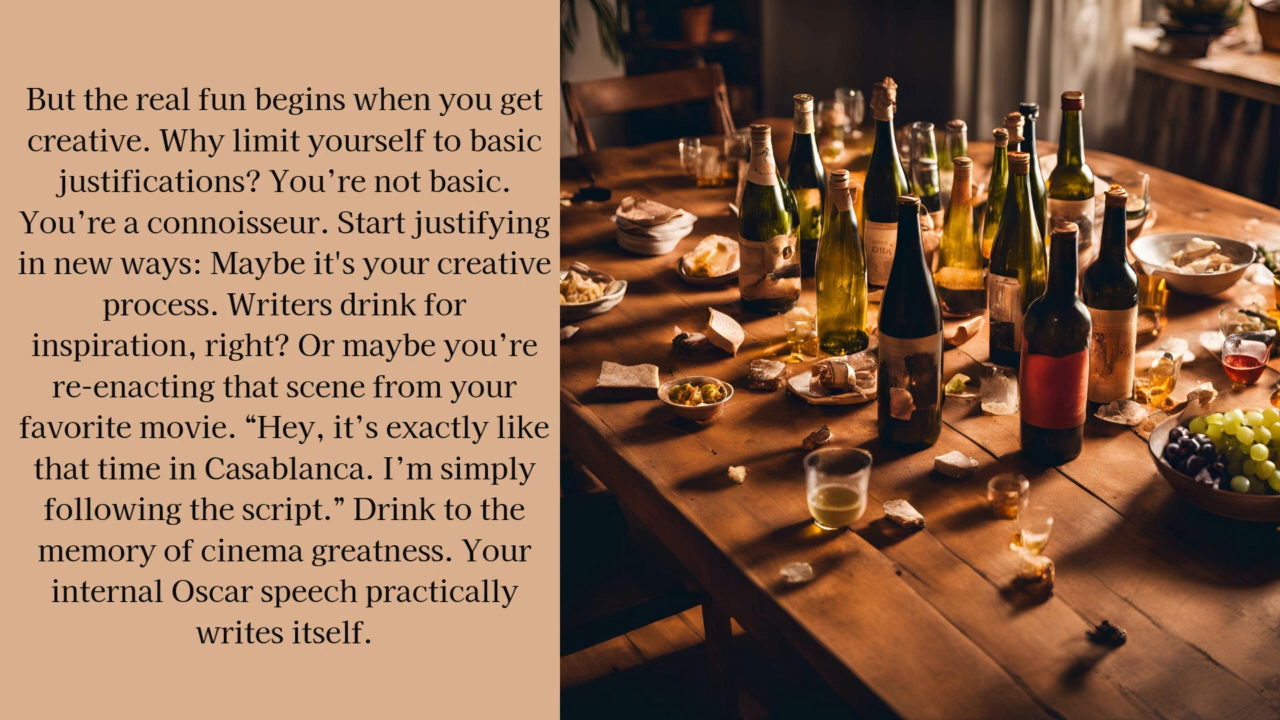 But the real fun begins when you get
creative. Why limit yourself to basic
justifications? You’re not basic.
You’re a connoisseur. Start justifying
in new ways: Maybe it's your creative
process. Writers drink for
inspiration, right? Or maybe you’re
re-enacting that scene from your
favorite movie. “Hey, it’s exactly like
that time in Casablanca. I’m simply
following the script.” Drink to the
memory of cinema greatness. Your
internal Oscar speech practically
writes itself.